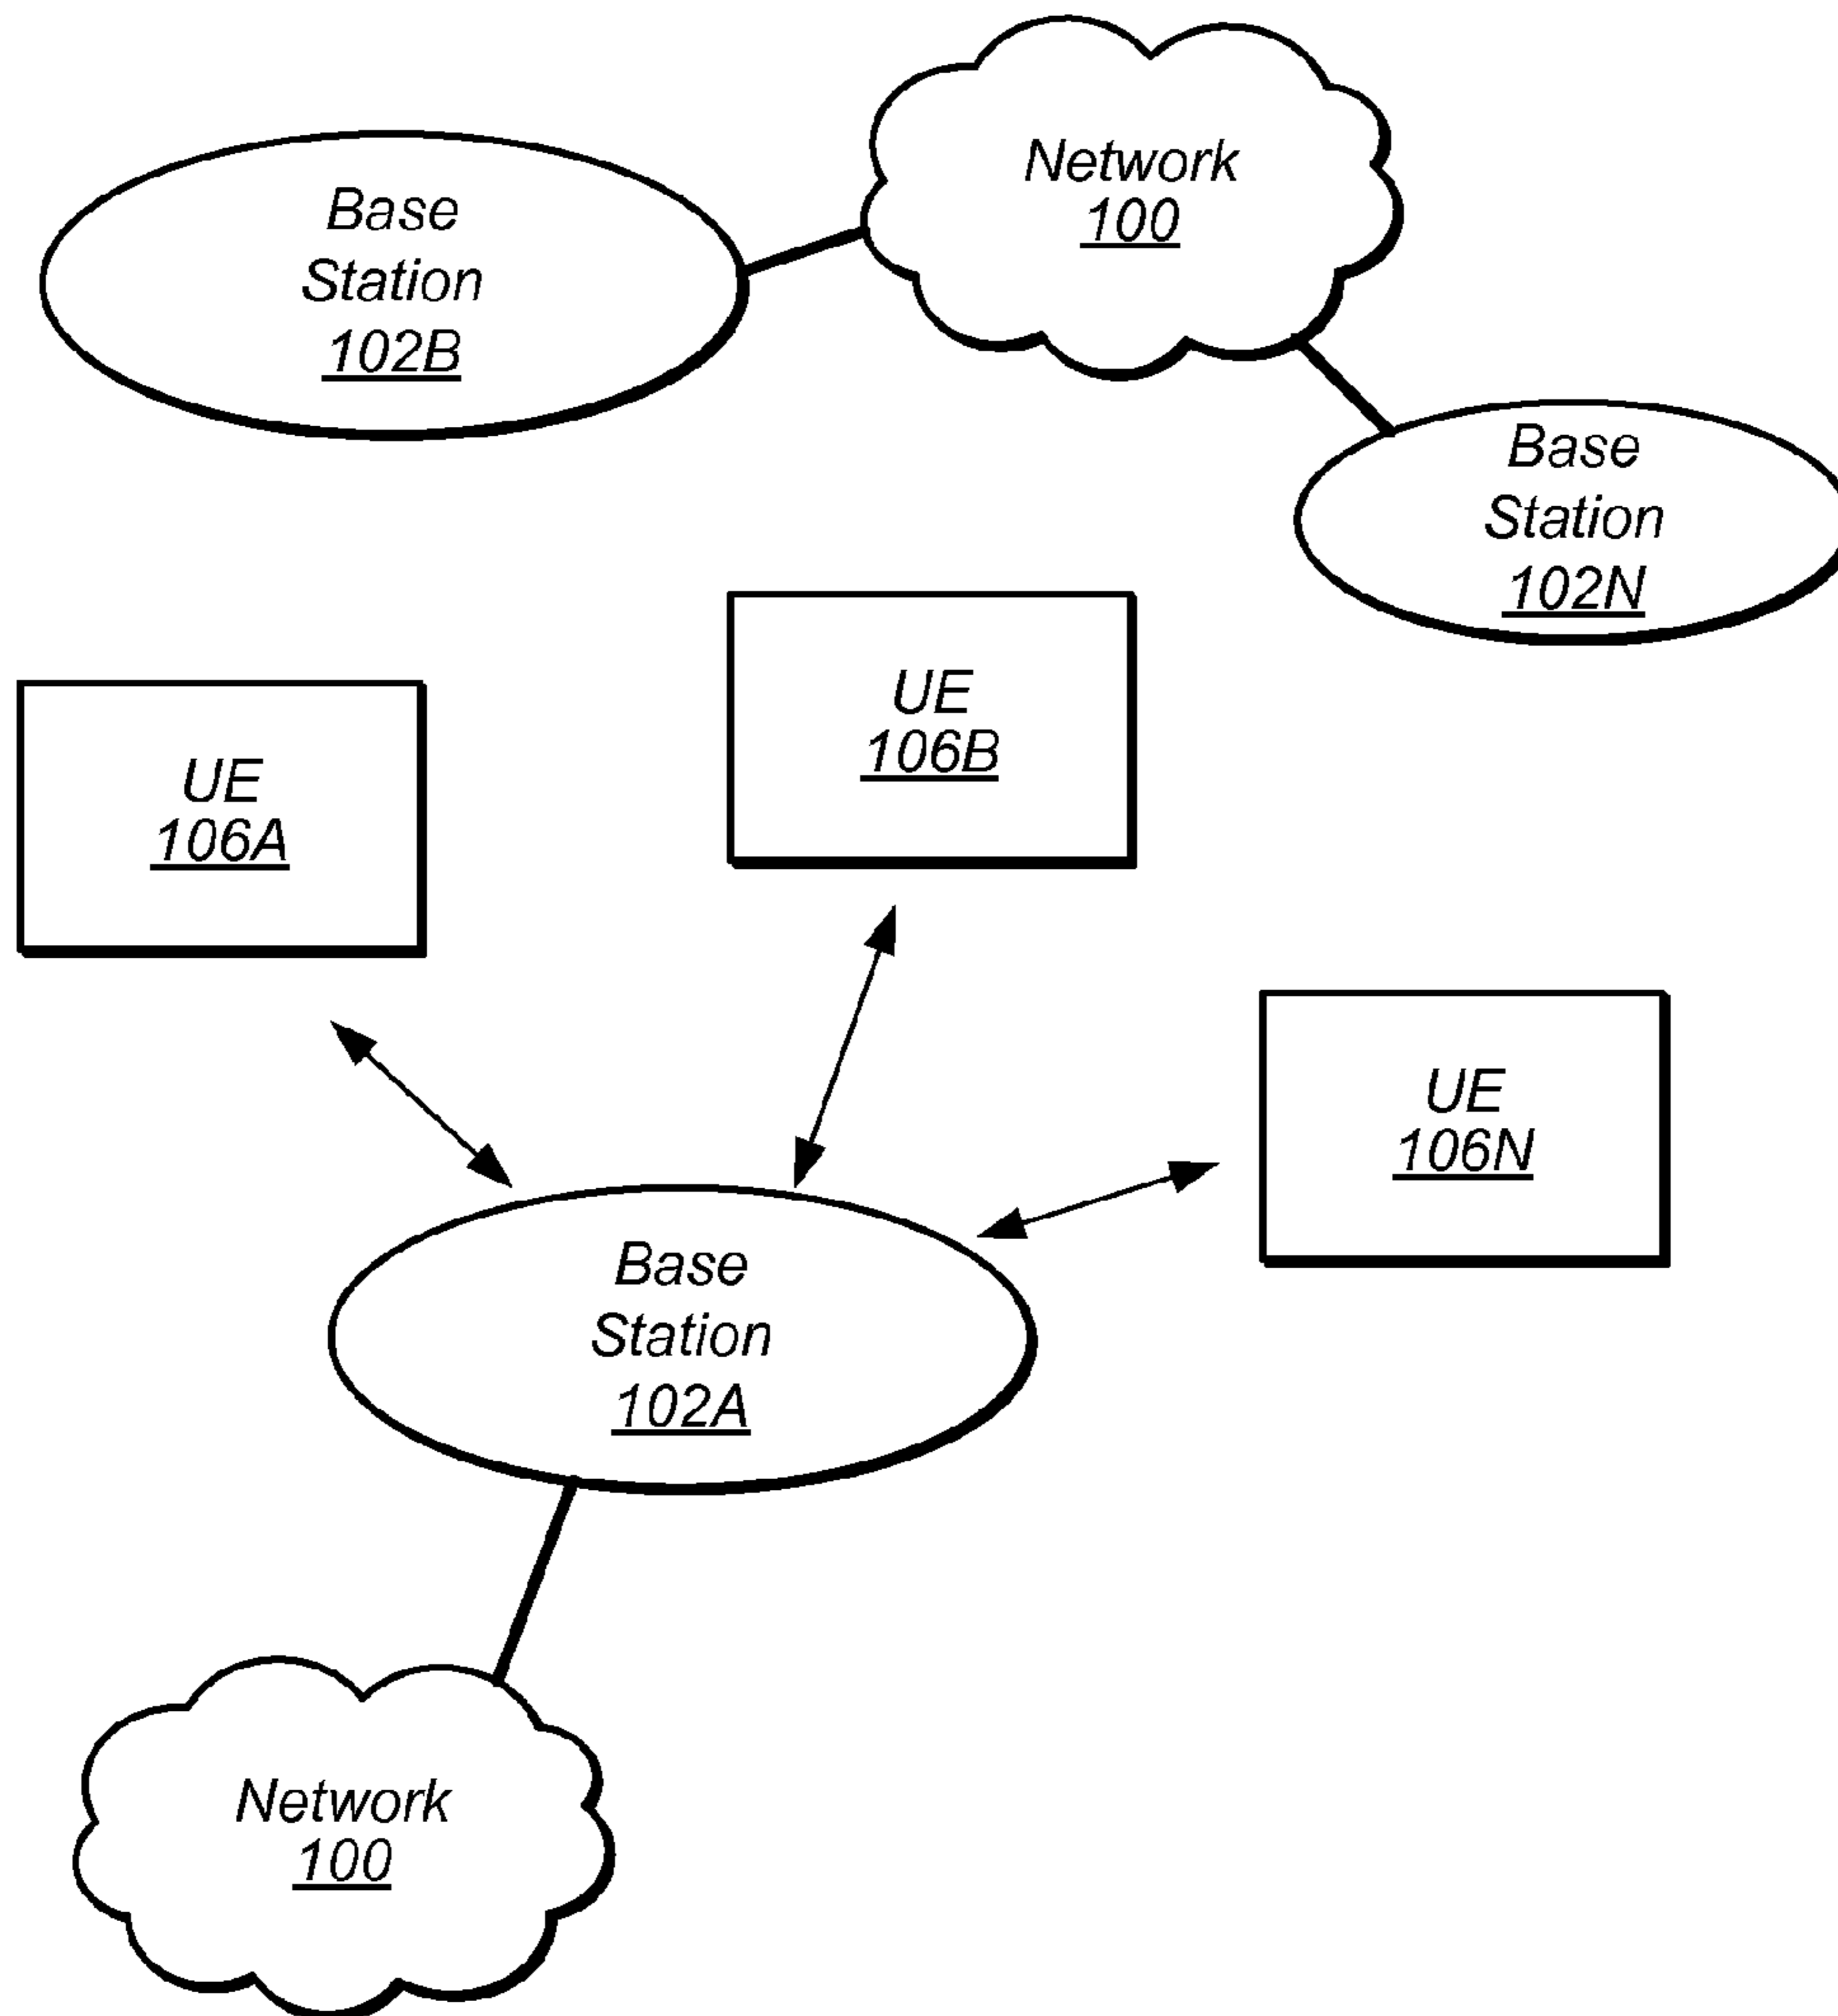 Network
100
Base
Station
102B
Base
Station
102N
UE
106B
UE
106A
UE
106N
Base
Station
102A
Network
100